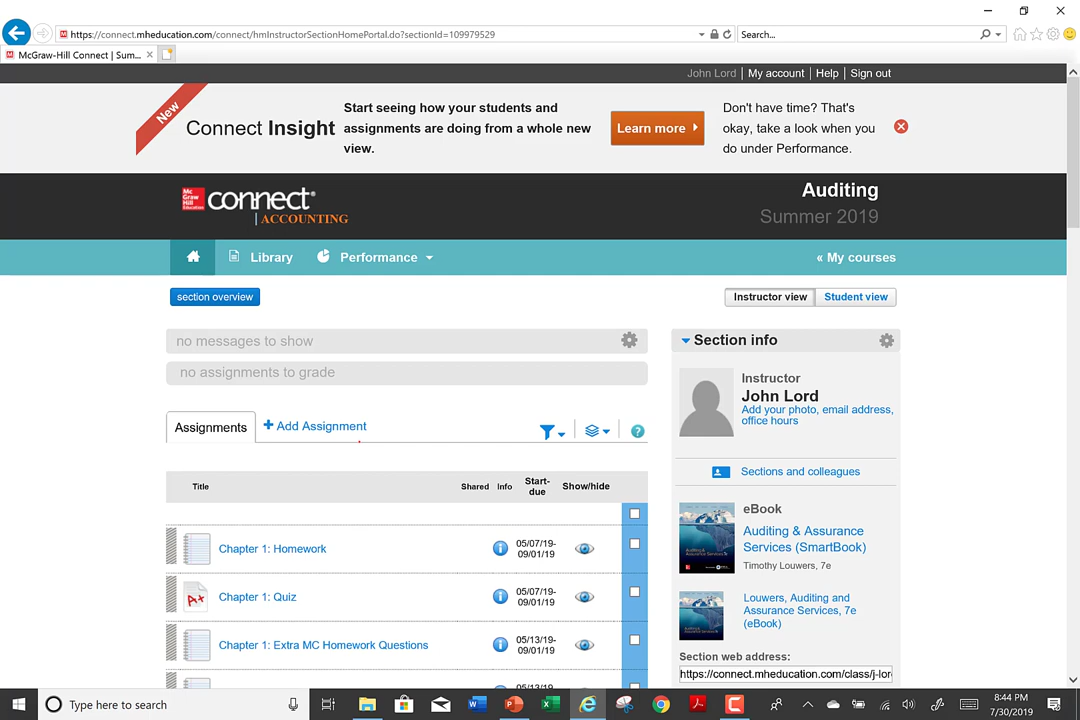 https://connect.mheducation.com/connect/hmInstructorSectionHomePortal.do?sectionId=109979529
Search...
McGraw-Hill Connect | Sum...
John Lord | My account | Help | Sign out
New
Connect Insight
Start seeing how your students and
assignments are doing from a whole new
view.
Learn more
Don't have time? That's
okay, take a look when you
do under Performance.
Mc
Graw
Hill
Education
connect®
ACCOUNTING
Auditing
Summer 2019
Library
Performance
« My courses
section overview
Instructor view
Student view
no messages to show
no assignments to grade
Assignments
+ Add Assignment
?
Title
Shared
Info
Start-
due
Show/hide
Chapter 1: Homework
05/07/19-
09/01/19
Chapter 1: Quiz
05/07/19-
09/01/19
A+
Chapter 1: Extra MC Homework Questions
05/13/19-
09/01/19
05/13/19-
Section info
Instructor
John Lord
Add your photo, email address,
office hours
Sections and colleagues
eBook
Auditing & Assurance
Services (SmartBook)
Timothy Louwers, 7e
Louwers, Auditing and
Assurance Services, 7e
(eBook)
Section web address:
https://connect.mheducation.com/class/j-lor
Type here to search
8:44 PM
7/30/2019